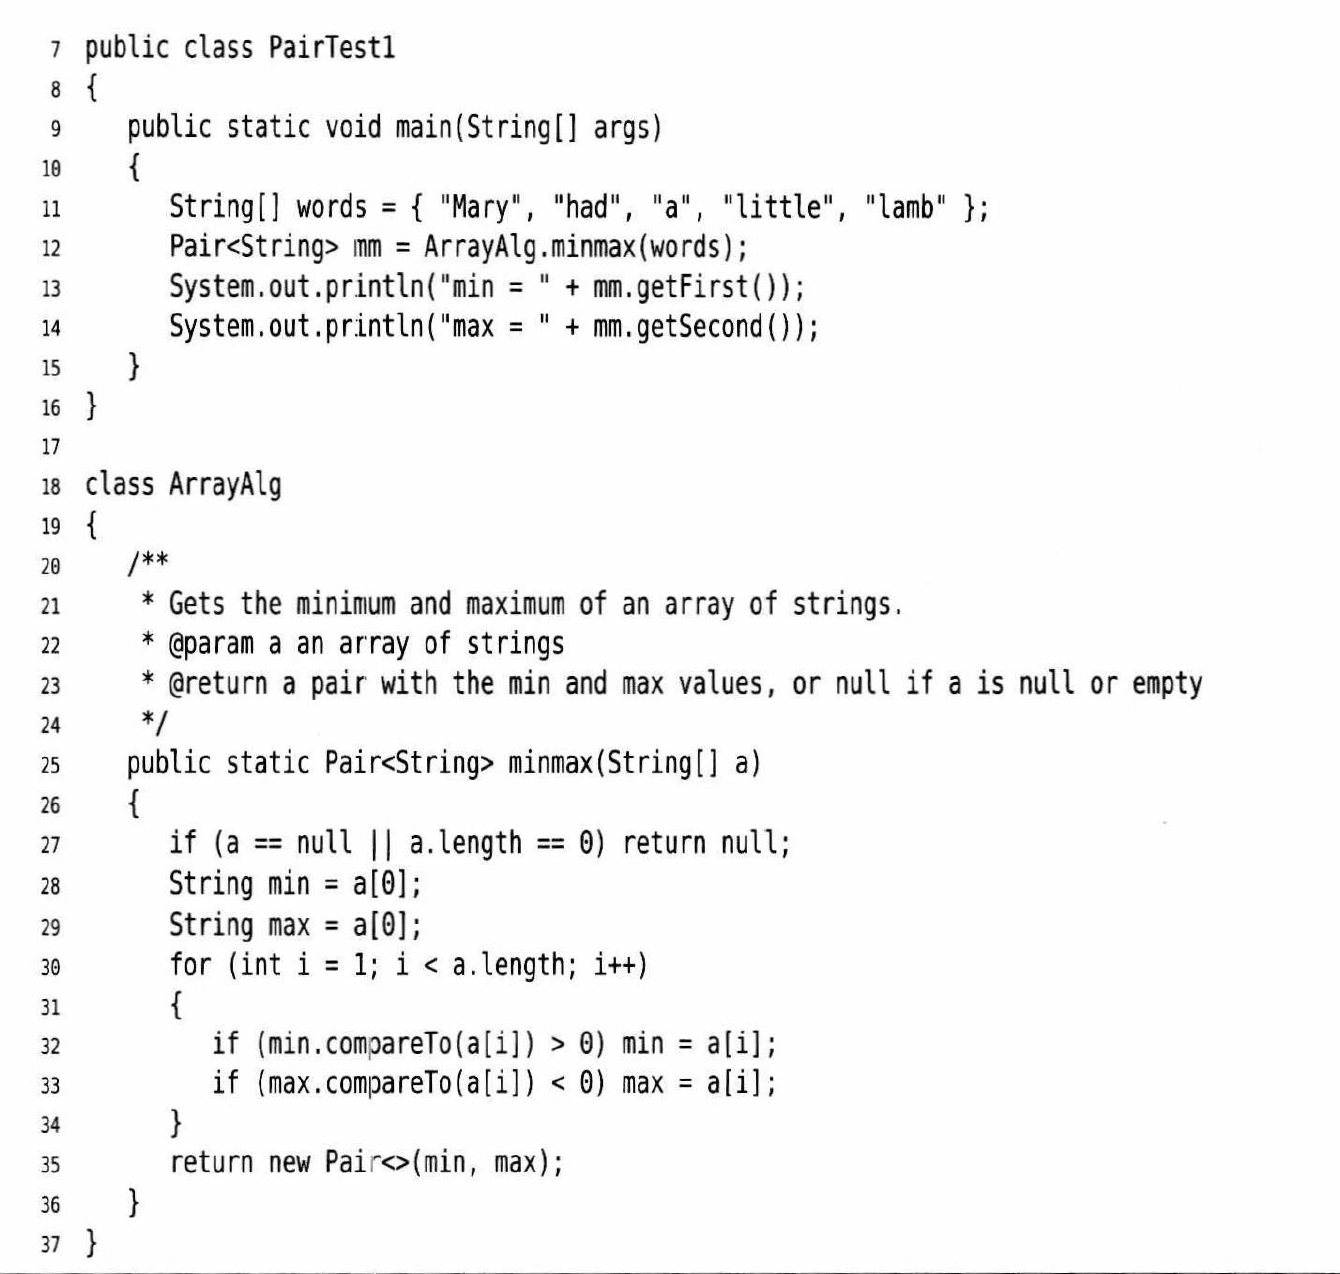 7 public class PairTest1
8 {
9    public static void main(String[] args)
10    {
11       String[] words = { "Mary", "had", "a", "little", "lamb" };
12       Pair<String> mm = ArrayAlg.minmax(words);
13       System.out.println("min = " + mm.getFirst());
14       System.out.println("max = " + mm.getSecond());
15    }
16 }
17
18 class ArrayAlg
19 {
20    /**
21     * Gets the minimum and maximum of an array of strings.
22     * @param a an array of strings
23     * @return a pair with the min and max values, or null if a is null or empty
24     */
25    public static Pair<String> minmax(String[] a)
26    {
27       if (a == null || a.length == 0) return null;
28       String min = a[0];
29       String max = a[0];
30       for (int i = 1; i < a.length; i++)
31       {
32          if (min.compareTo(a[i]) > 0) min = a[i];
33          if (max.compareTo(a[i]) < 0) max = a[i];
34       }
35       return new Pair<>(min, max);
36    }
37 }